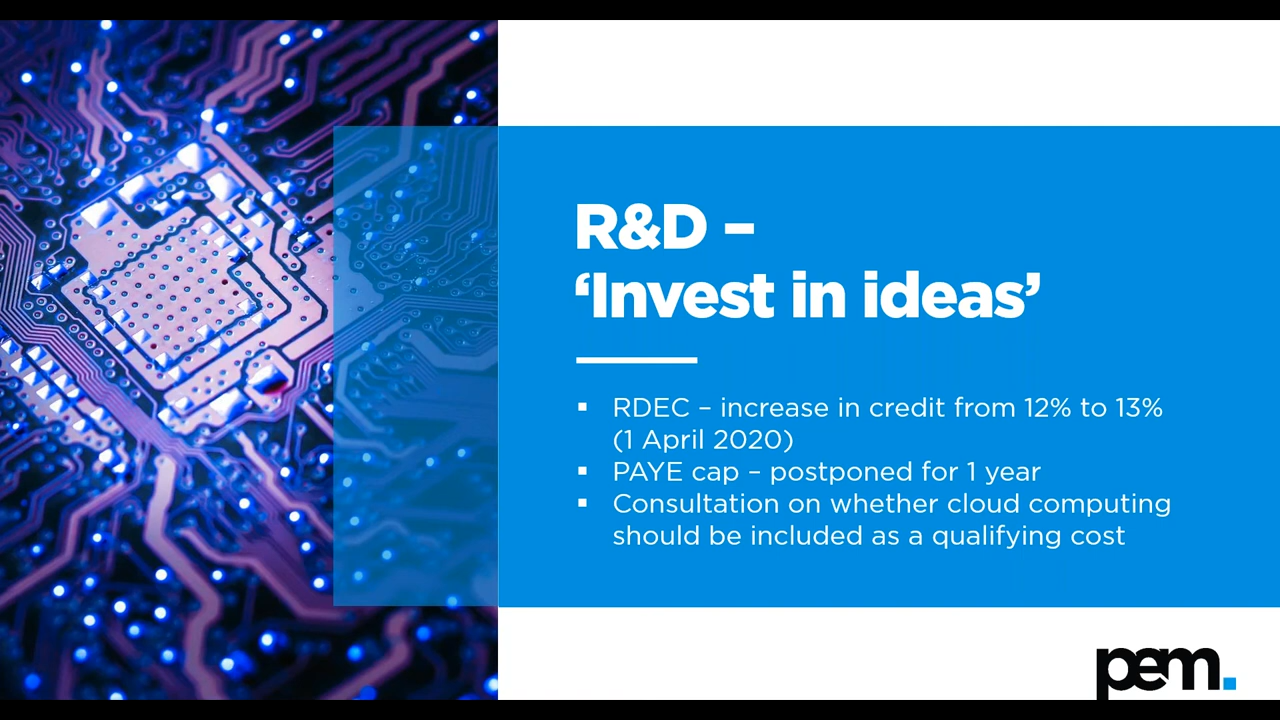 R&D –
‘Invest in ideas’
▪ RDEC – increase in credit from 12% to 13%
(1 April 2020)
▪ PAYE cap – postponed for 1 year
▪ Consultation on whether cloud computing
should be included as a qualifying cost
pem.